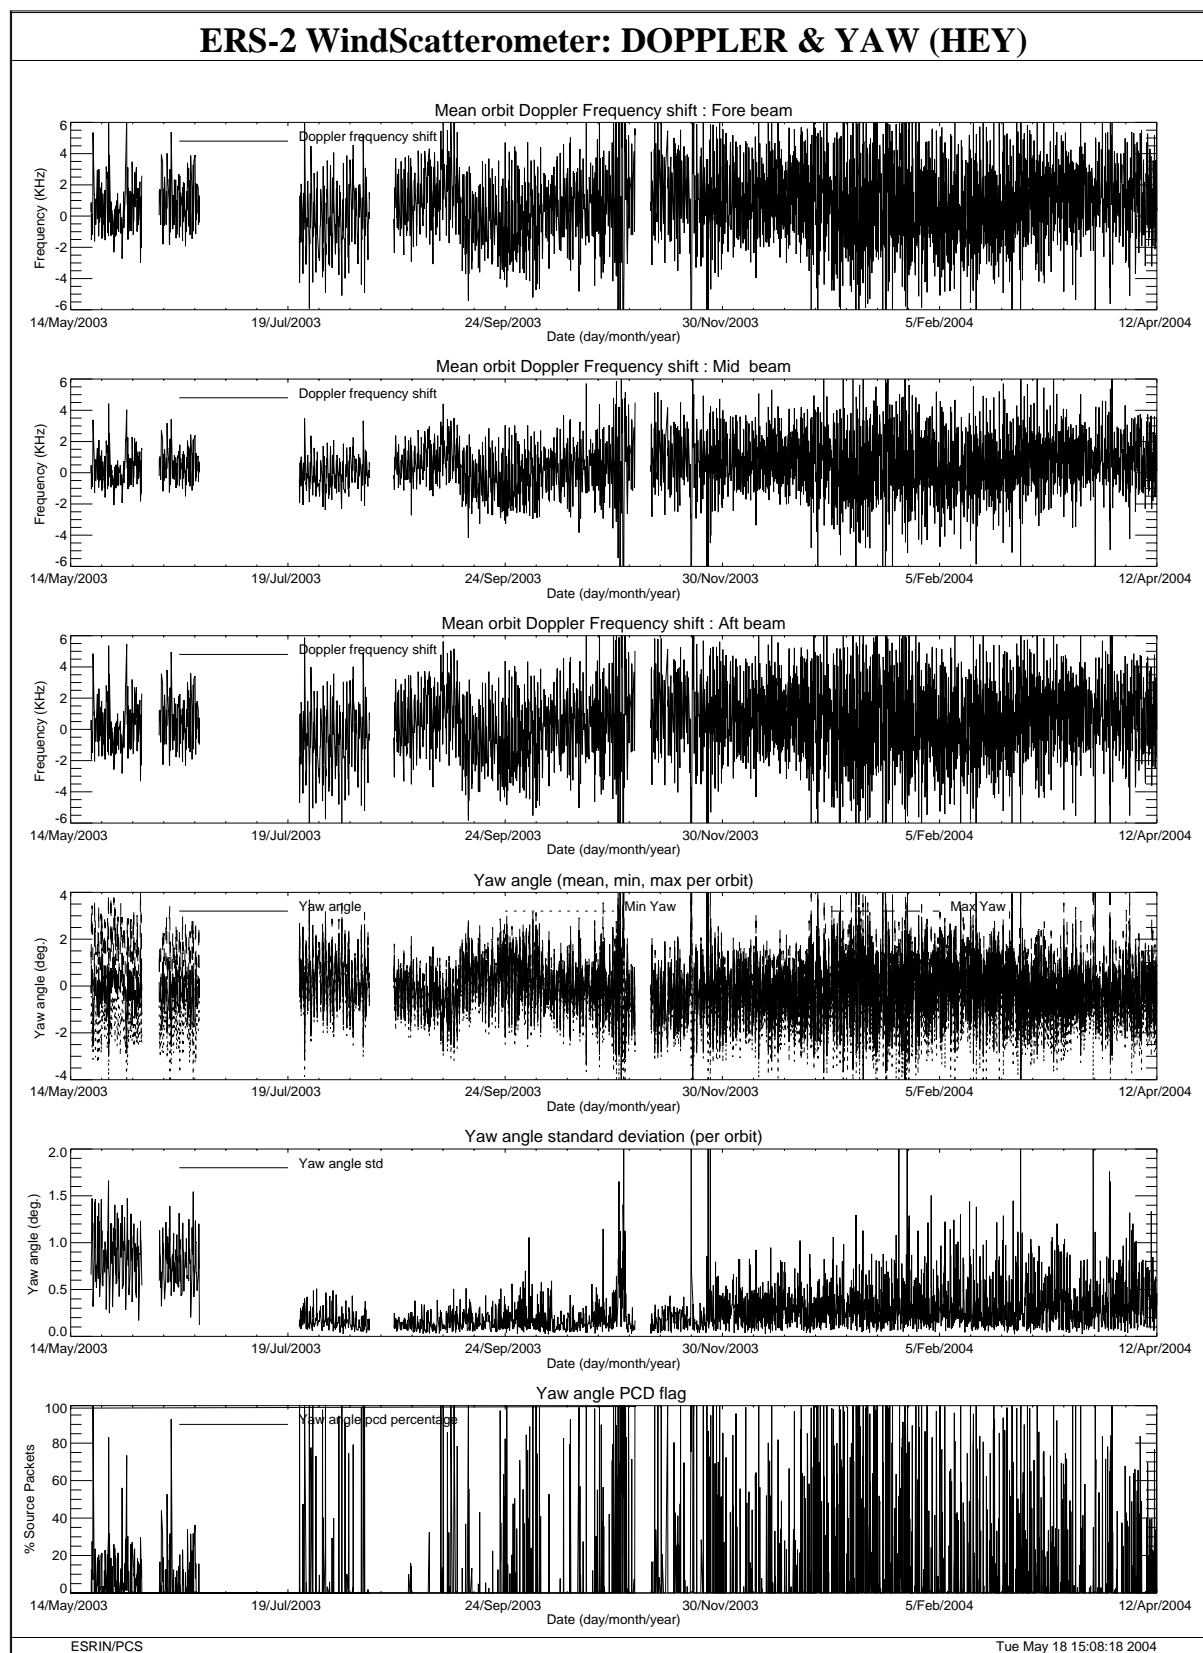 ERS-2 WindScatterometer: DOPPLER & YAW (HEY)
Mean orbit Doppler Frequency shift : Fore beam
Doppler frequency shift
Frequency (KHz)
6
4
2
0
-2
-4
-6
14/May/2003 19/Jul/2003 24/Sep/2003 30/Nov/2003 5/Feb/2004 12/Apr/2004
Date (day/month/year)
Mean orbit Doppler Frequency shift : Mid beam
Doppler frequency shift
Frequency (KHz)
6
4
2
0
-2
-4
-6
14/May/2003 19/Jul/2003 24/Sep/2003 30/Nov/2003 5/Feb/2004 12/Apr/2004
Date (day/month/year)
Mean orbit Doppler Frequency shift : Aft beam
Doppler frequency shift
Frequency (KHz)
6
4
2
0
-2
-4
-6
14/May/2003 19/Jul/2003 24/Sep/2003 30/Nov/2003 5/Feb/2004 12/Apr/2004
Date (day/month/year)
Yaw angle (mean, min, max per orbit)
Yaw angle Min Yaw Max Yaw
Yaw angle (deg.)
4
2
0
-2
-4
14/May/2003 19/Jul/2003 24/Sep/2003 30/Nov/2003 5/Feb/2004 12/Apr/2004
Date (day/month/year)
Yaw angle standard deviation (per orbit)
Yaw angle std
Yaw angle (deg.)
2.0
1.5
1.0
0.5
0.0
14/May/2003 19/Jul/2003 24/Sep/2003 30/Nov/2003 5/Feb/2004 12/Apr/2004
Date (day/month/year)
Yaw angle PCD flag
Yaw angle pcd percentage
% Source Packets
100
80
60
40
20
0
14/May/2003 19/Jul/2003 24/Sep/2003 30/Nov/2003 5/Feb/2004 12/Apr/2004
Date (day/month/year)
ESRIN/PCS Tue May 18 15:08:18 2004